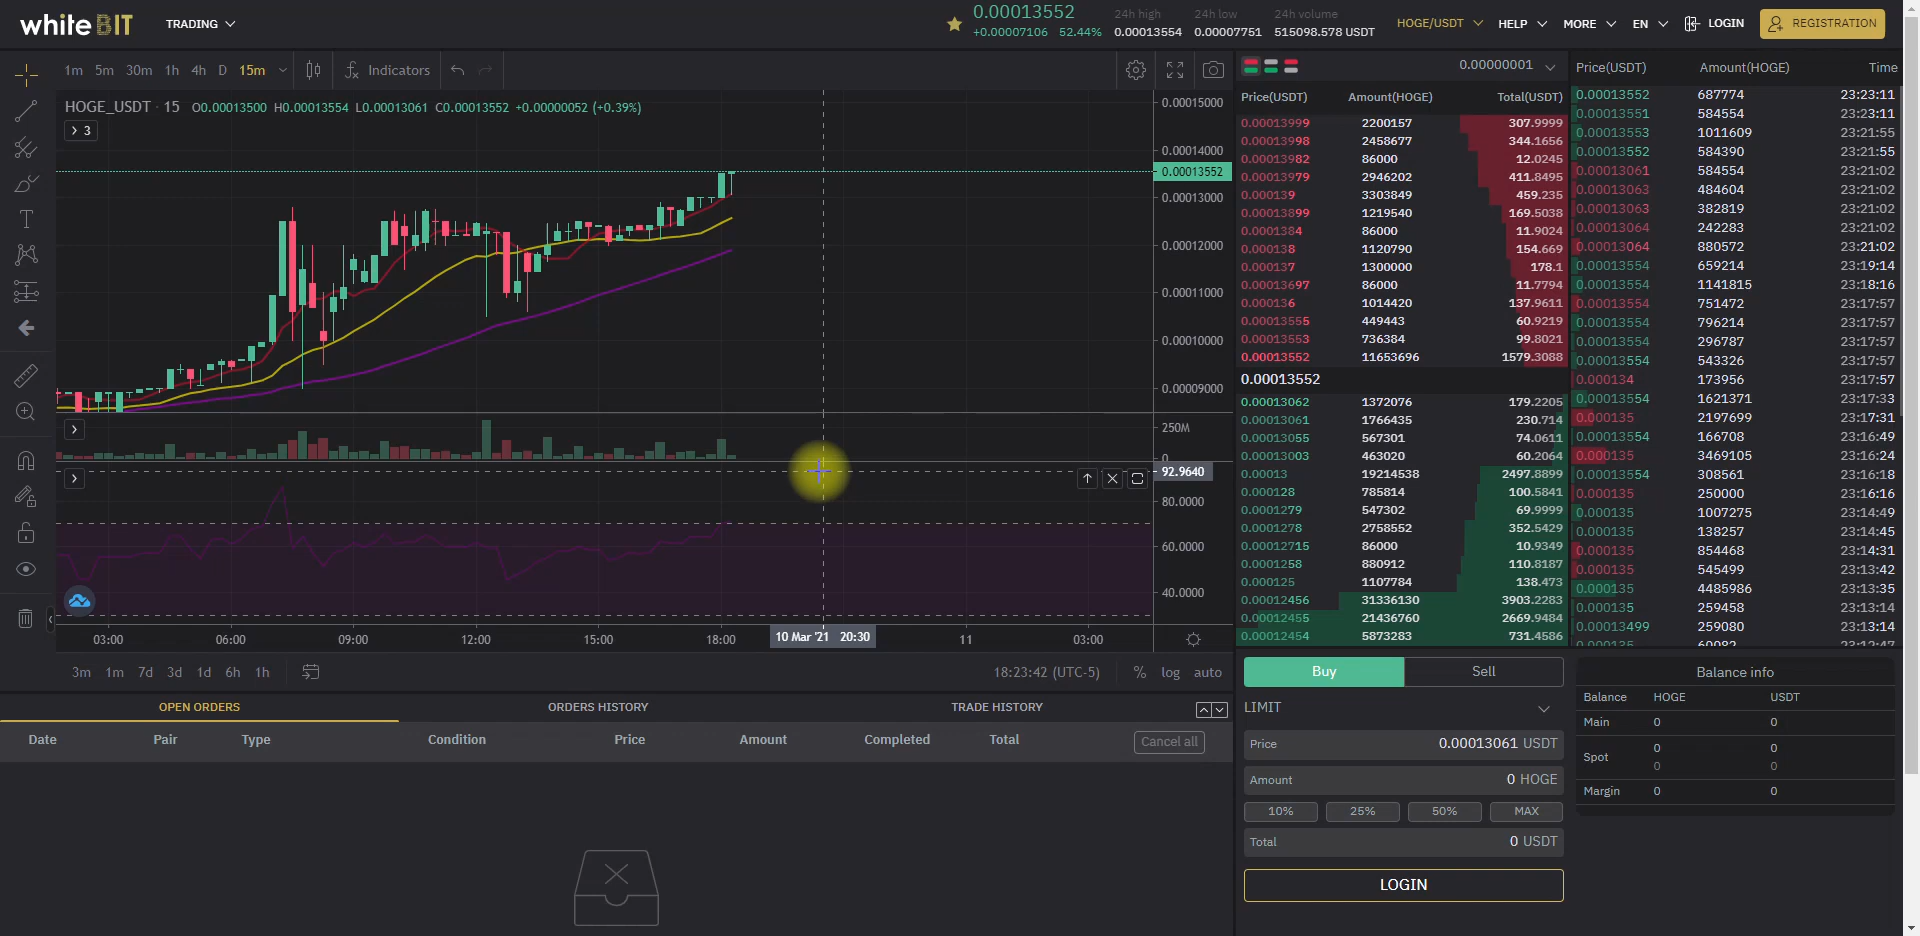 whiteBIT
TRADING
0.00013552
+0.00007106 52.44%
24h high
0.00013554
24h low
0.00007751
24h volume
515098.578 USDT
HOGE/USDT
HELP
MORE
EN
LOGIN
REGISTRATION
1m 5m 30m 1h 4h D 15m
Indicators
HOGE_USDT · 15 O0.00013500 H0.00013554 L0.00013061 C0.00013552 +0.00000052 (+0.39%)
3
0.00015000
0.00014000
0.00013552
0.00013000
0.00012000
0.00011000
0.00010000
0.00009000
250M
0
92.9640
80.0000
60.0000
40.0000
03:00 06:00 09:00 12:00 15:00 18:00 10 Mar '21 20:30 11 03:00
3m 1m 7d 3d 1d 6h 1h
18:23:42 (UTC-5) % log auto
OPEN ORDERS ORDERS HISTORY TRADE HISTORY
Date Pair Type Condition Price Amount Completed Total Cancel all
0.00000001
Price(USDT) Amount(HOGE) Total(USDT)
0.00013999 2200157 307.9999
0.00013998 2458677 344.1656
0.00013982 86000 12.0245
0.00013979 2946202 411.8495
0.000139 3303849 459.235
0.00013899 1219540 169.5038
0.0001384 86000 11.9024
0.000138 1120790 154.669
0.000137 1300000 178.1
0.00013697 86000 11.7794
0.000136 1014420 137.9611
0.00013555 449443 60.9219
0.00013553 736384 99.8021
0.00013552 11653696 1579.3088
0.00013552
0.00013062 1372076 179.2205
0.00013061 1766435 230.714
0.00013055 567301 74.0611
0.00013003 463020 60.2064
0.00013 19214538 2497.8899
0.000128 785814 100.5841
0.0001279 547302 69.9999
0.0001278 2758552 352.5429
0.00012715 86000 10.9349
0.0001258 880912 110.8187
0.000125 1107784 138.473
0.00012456 31336130 3903.2283
0.00012455 21436760 2669.9484
0.00012454 5873283 731.4586
Price(USDT) Amount(HOGE) Time
0.00013552 687774 23:23:11
0.00013551 584554 23:23:11
0.00013553 1011609 23:21:55
0.00013552 584390 23:21:55
0.00013061 584554 23:21:02
0.00013063 484604 23:21:02
0.00013063 382819 23:21:02
0.00013064 242283 23:21:02
0.00013064 880572 23:21:02
0.00013554 659214 23:19:14
0.00013554 1141815 23:18:16
0.00013554 751472 23:17:57
0.00013554 796214 23:17:57
0.00013554 296787 23:17:57
0.00013554 543326 23:17:57
0.000134 173956 23:17:57
0.00013554 1621371 23:17:33
0.000135 2197699 23:17:31
0.00013554 166708 23:16:49
0.000135 3469105 23:16:24
0.00013554 308561 23:16:18
0.000135 250000 23:16:16
0.000135 1007275 23:14:49
0.000135 138257 23:14:45
0.000135 854468 23:14:31
0.000135 545499 23:13:42
0.000135 4485986 23:13:35
0.000135 259458 23:13:14
0.00013499 259080 23:13:14
Buy Sell
LIMIT
Price 0.00013061 USDT
Amount 0 HOGE
10% 25% 50% MAX
Total 0 USDT
LOGIN
Balance info
Balance HOGE USDT
Main 0 0
Spot 0 0
0 0
Margin 0 0